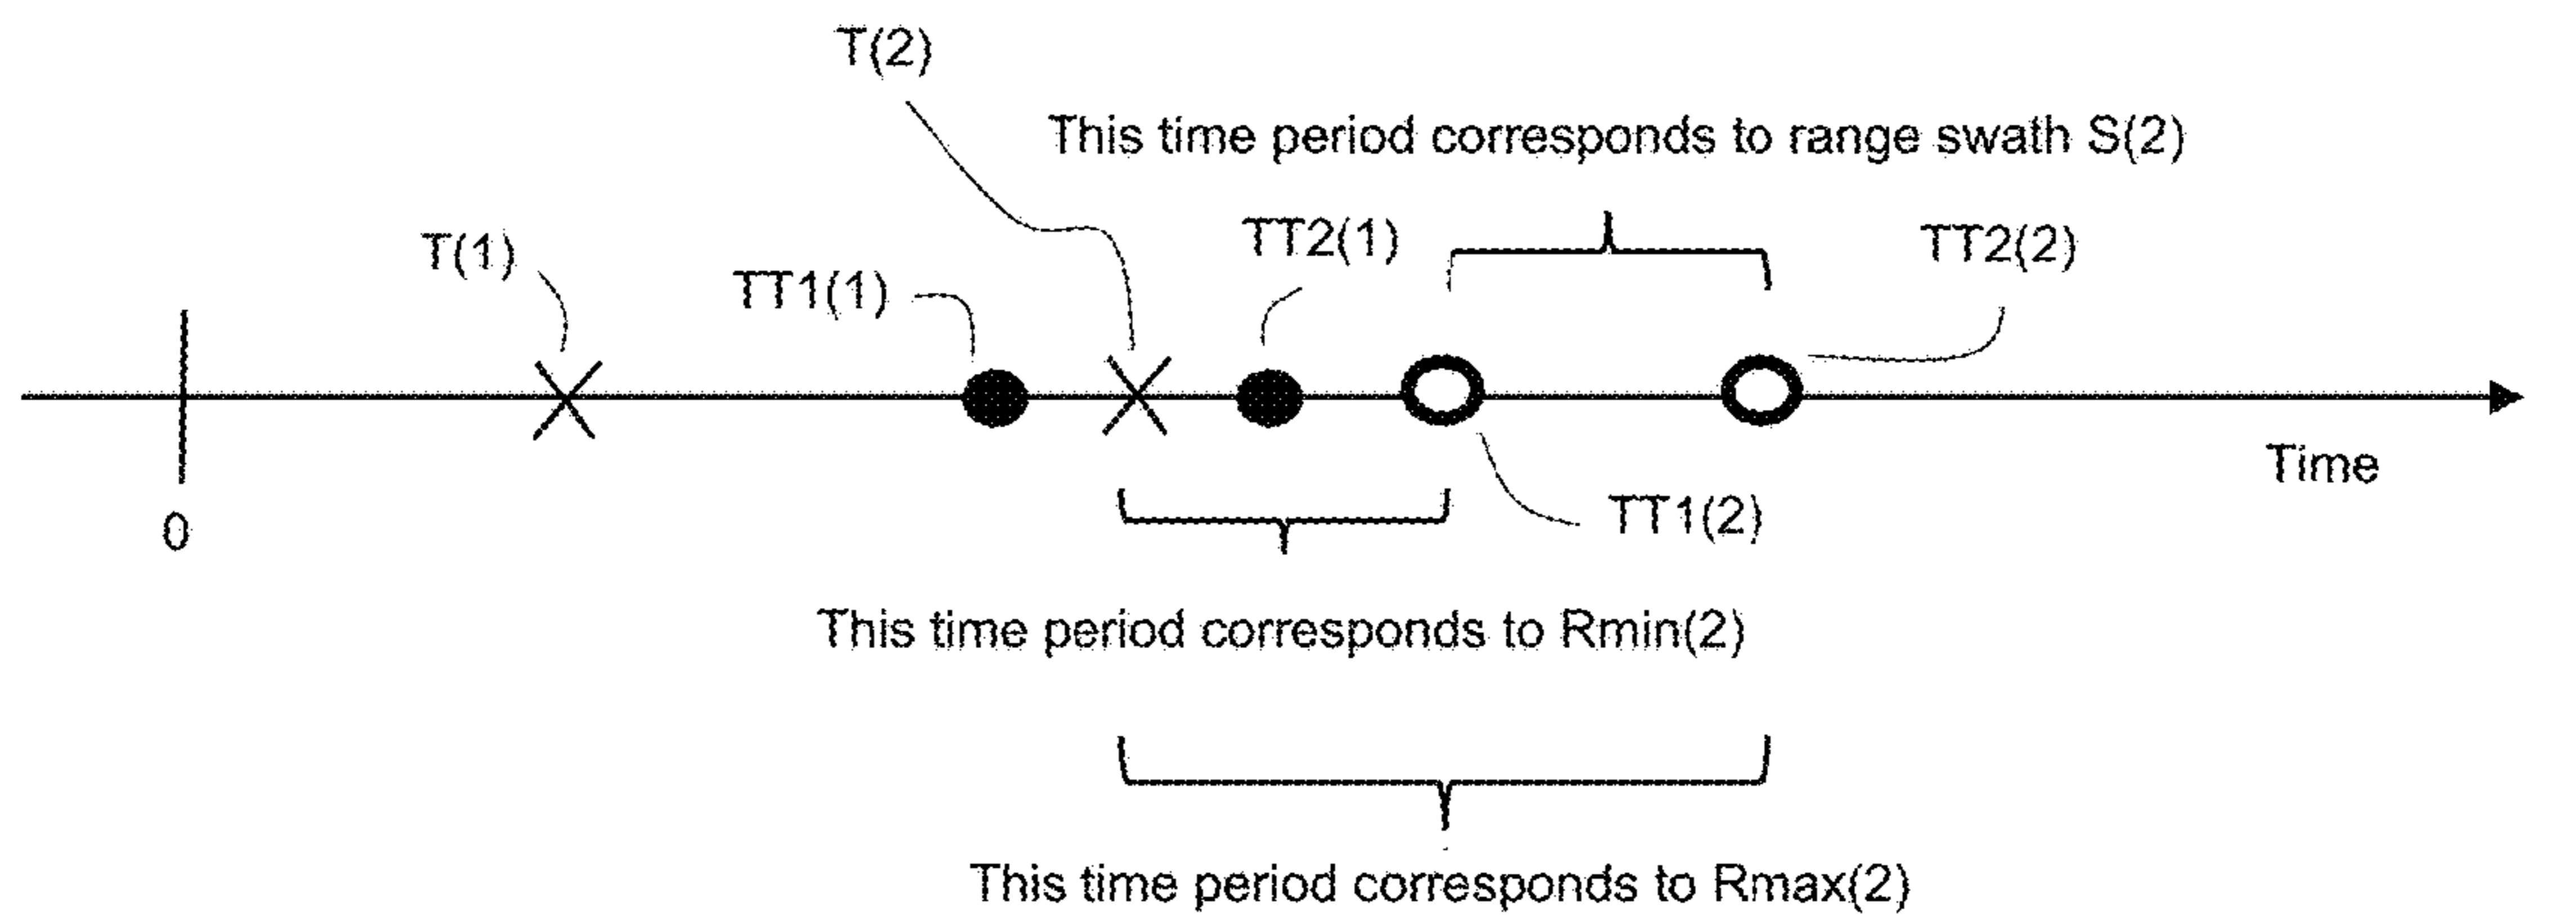 T(2)
This time period corresponds to range swath S(2)
T(1)
TT1(1)
TT2(1)
TT2(2)
Time
0
TT1(2)
This time period corresponds to Rmin(2)
This time period corresponds to Rmax(2)